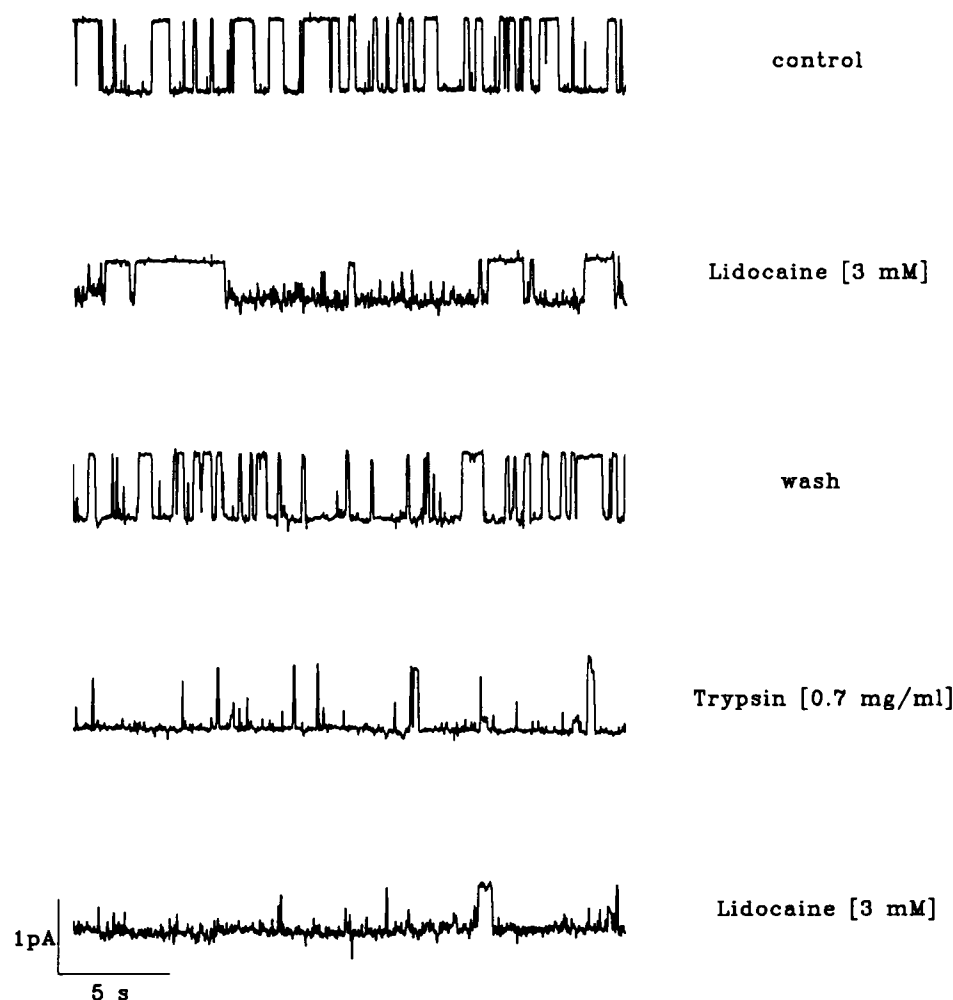 control
Lidocaine [3 mM]
wash
Trypsin [0.7 mg/ml]
Lidocaine [3 mM]
1pA
5 s